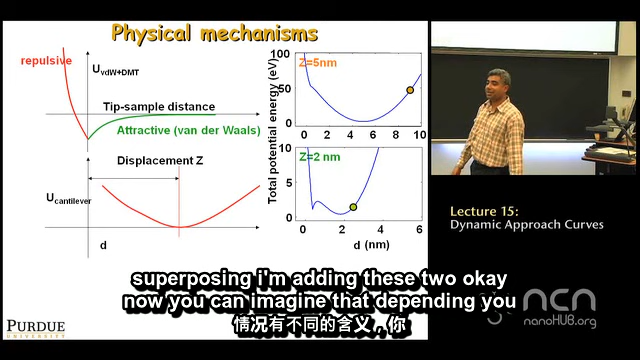 Physical mechanisms
repulsive
UvdW+DMT
Tip-sample distance
Attractive (van der Waals)
Displacement Z
Ucantilever
d
Total potential energy (eV)
100
Z=5nm
50
0
0 2 4 6 8 10
10
Z=2 nm
5
0
0 2 4 6
d (nm)
Lecture 15:
Dynamic Approach Curves
superposing i'm adding these two okay
now you can imagine that depending you
情况有不同的含义，你
PURDUE
UNIVERSITY
ncn
nanoHUB.org